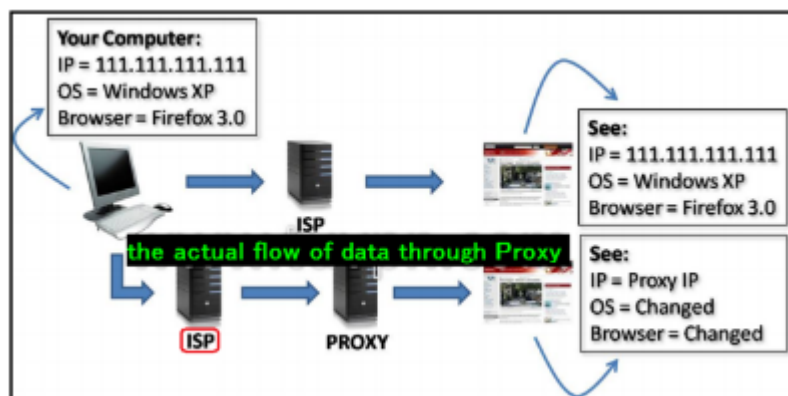 Your Computer:
IP = 111.111.111.111
OS = Windows XP
Browser = Firefox 3.0
See:
IP = 111.111.111.111
OS = Windows XP
Browser = Firefox 3.0
ISP
the actual flow of data through Proxy
See:
IP = Proxy IP
OS = Changed
Browser = Changed
ISP
PROXY